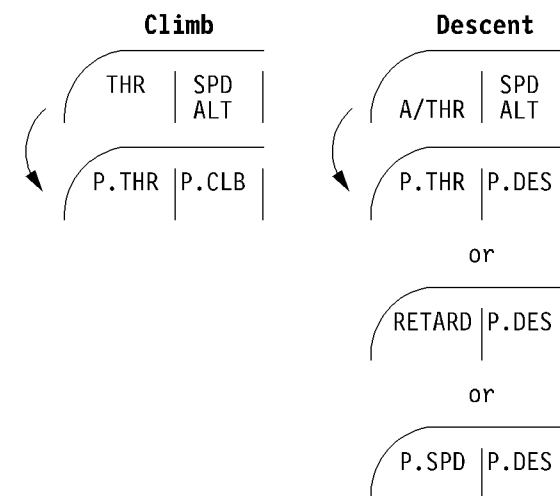 Climb
THR SPD
ALT
P.THR P.CLB
Descent
SPD
A/THR ALT
P.THR P.DES
or
RETARD P.DES
or
P.SPD P.DES